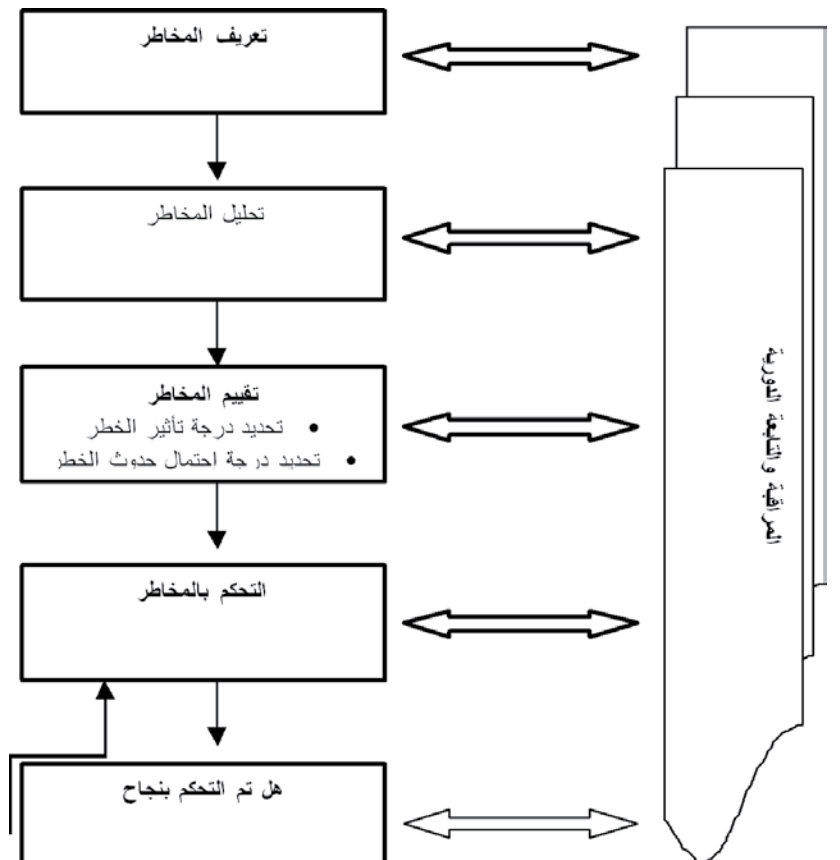 تعريف المخاطر
تحليل المخاطر
تقييم المخاطر
• تحديد درجة تأثير الخطر
• تحديد درجة احتمال حدوث الخطر
التحكم بالمخاطر
هل تم التحكم بنجاح
المراقبة والتابعة الدورية